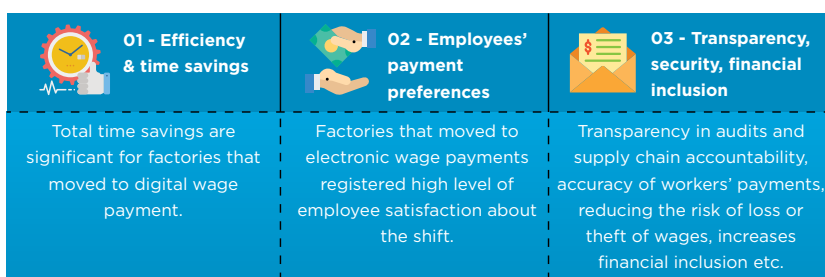 01 - Efficiency
& time savings
02 - Employees’
payment
preferences
$
03 - Transparency,
security, financial
inclusion
Total time savings are
significant for factories that
moved to digital wage
payment.
Factories that moved to
electronic wage payments
registered high level of
employee satisfaction about
the shift.
Transparency in audits and
supply chain accountability,
accuracy of workers’ payments,
reducing the risk of loss or
theft of wages, increases
financial inclusion etc.